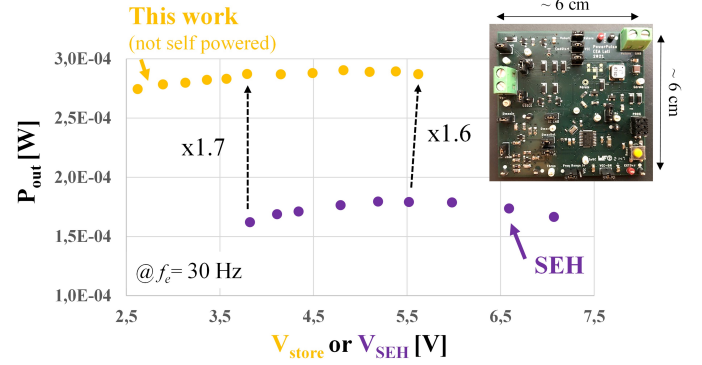 This work
(not self powered)
~ 6 cm
~ 6 cm
3,0E-04
2,5E-04
2,0E-04
1,5E-04
1,0E-04
Pout [W]
x1.7
x1.6
SEH
@ fe= 30 Hz
2,5
3,5
4,5
5,5
6,5
7,5
Vstore or VSEH [V]